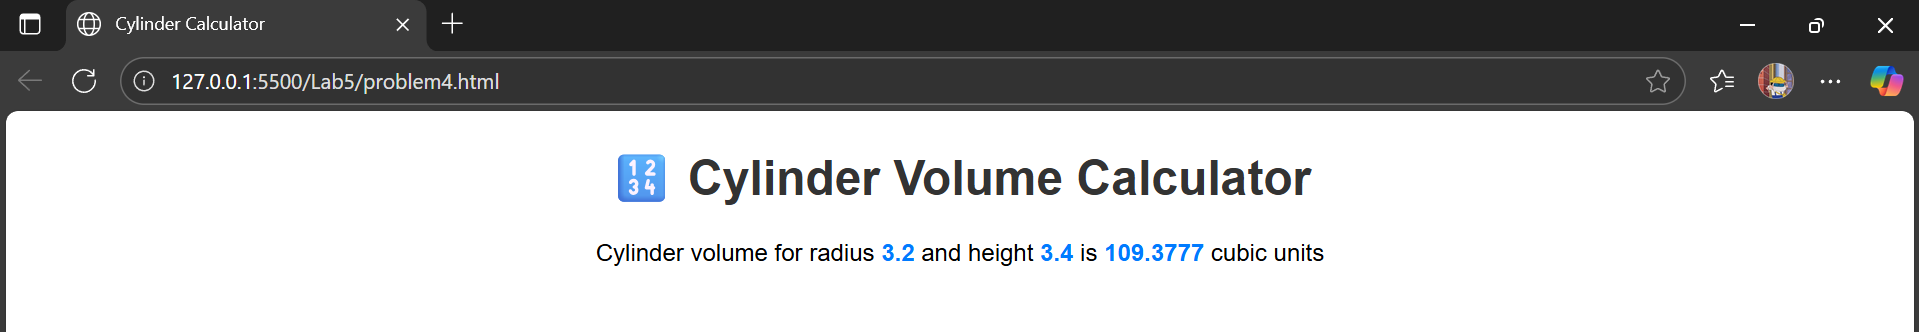 Cylinder Calculator
127.0.0.1:5500/Lab5/problem4.html
🔢 Cylinder Volume Calculator
Cylinder volume for radius 3.2 and height 3.4 is 109.3777 cubic units